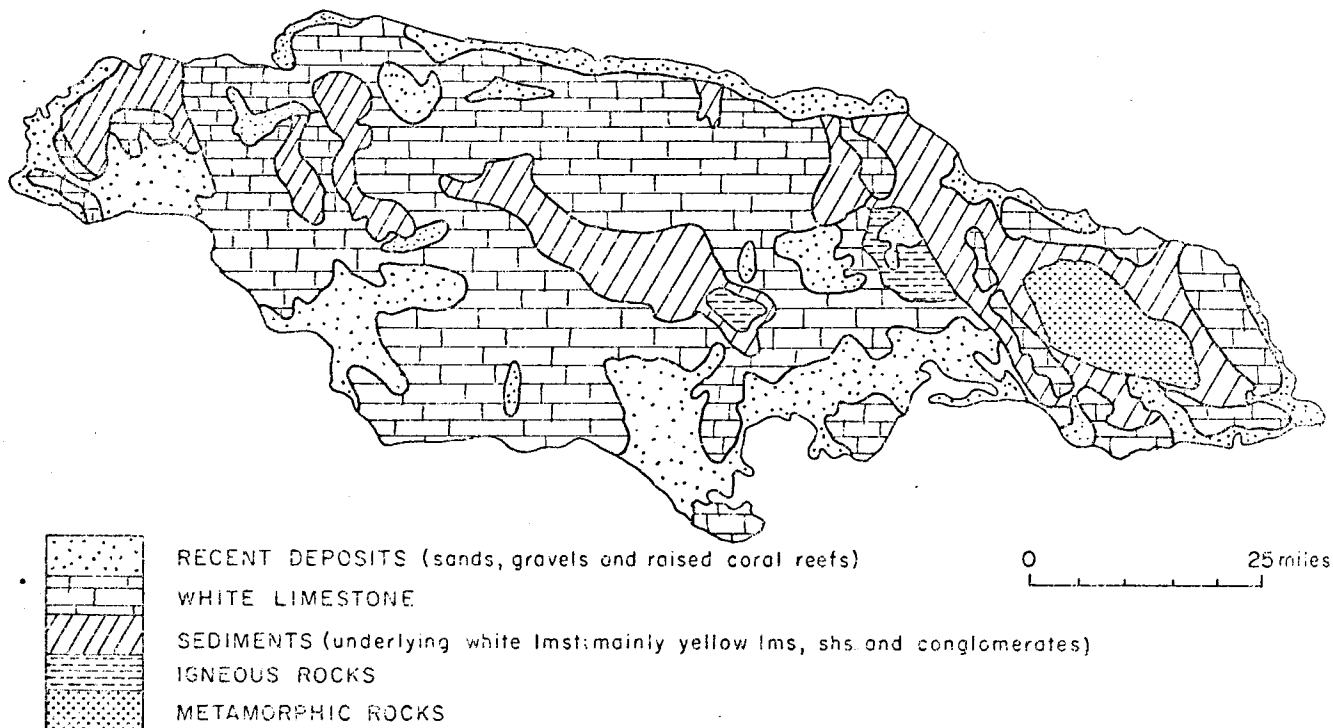 RECENT DEPOSITS (sands, gravels and raised coral reefs)
0 25 miles
WHITE LIMESTONE
SEDIMENTS (underlying white lmst: mainly yellow lms, shs and conglomerates)
IGNEOUS ROCKS
METAMORPHIC ROCKS